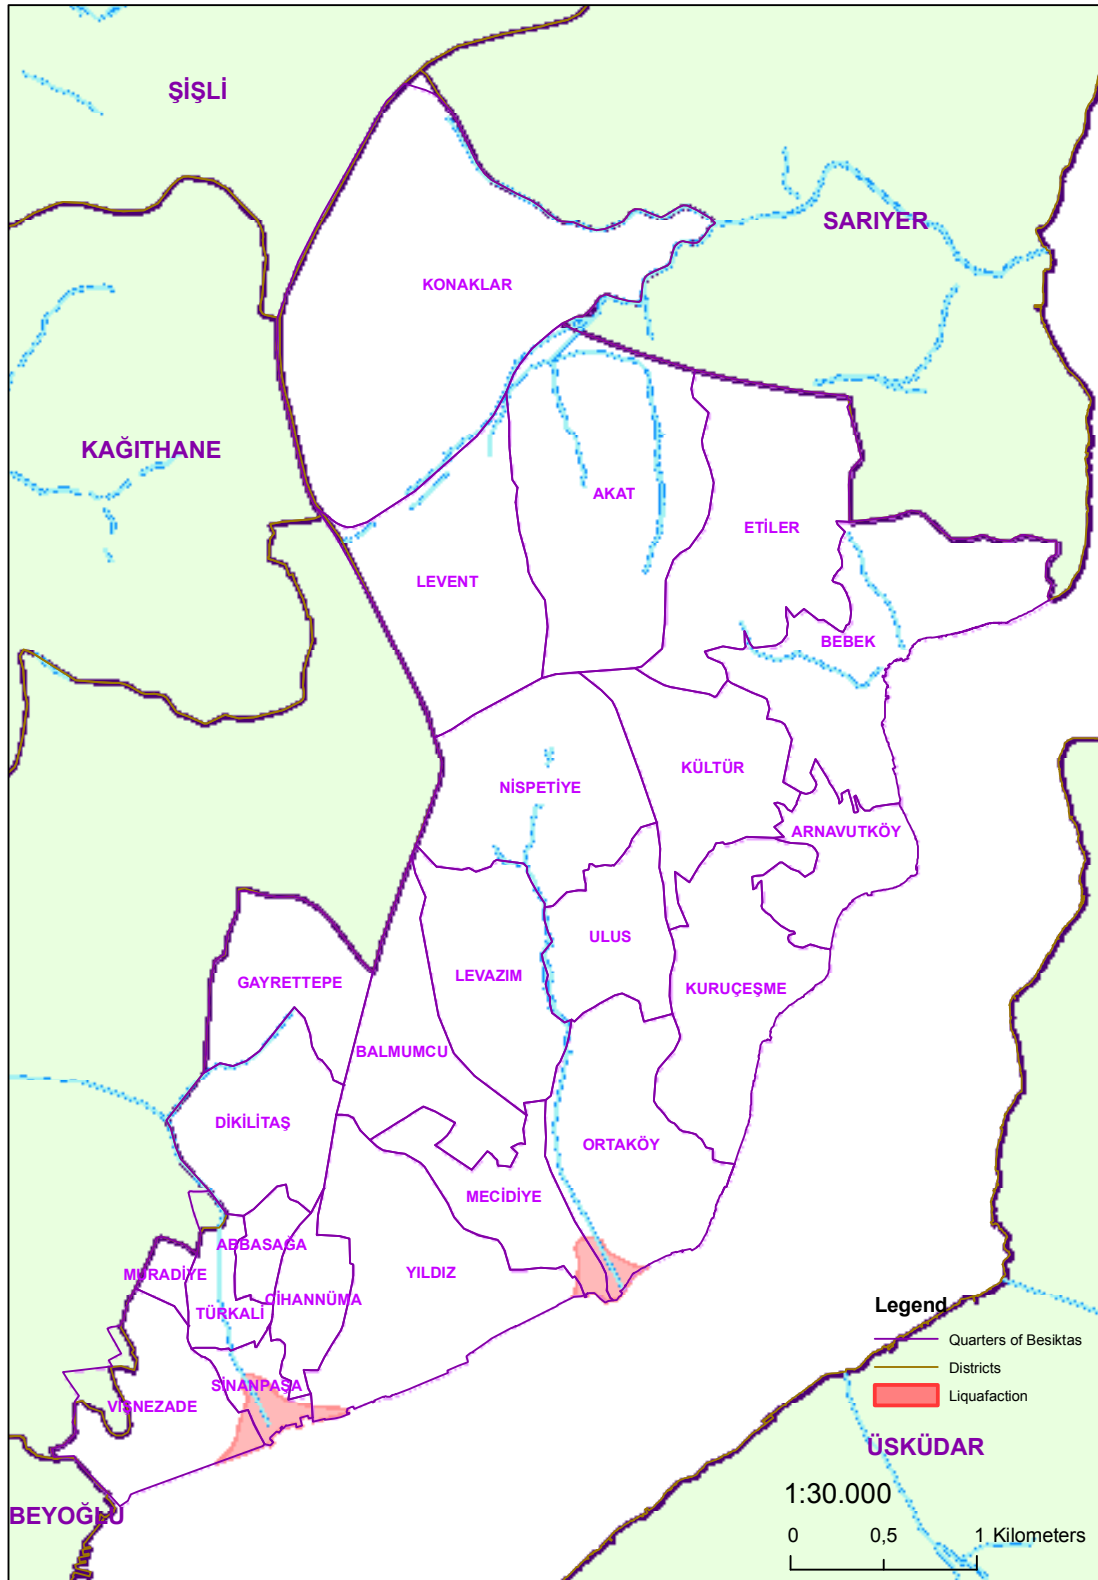 ŞİŞLİ
SARIYER
KONAKLAR
KAĞITHANE
AKAT
ETİLER
LEVENT
BEBEK
KÜLTÜR
NİSPETİYE
ARNAVUTKÖY
ULUS
GAYRETTEPE
LEVAZIM
KURUÇEŞME
BALMUMCU
DİKİLİTAŞ
ORTAKÖY
MECİDİYE
ABBASAĞA
MURADİYE
YILDIZ
CİHANNÜMA
TÜRKALİ
Legend
Quarters of Besiktas
Districts
SİNANPAŞA
Liquafaction
VİŞNEZADE
ÜSKÜDAR
1:30.000
BEYOĞLU
0 0,5 1 Kilometers